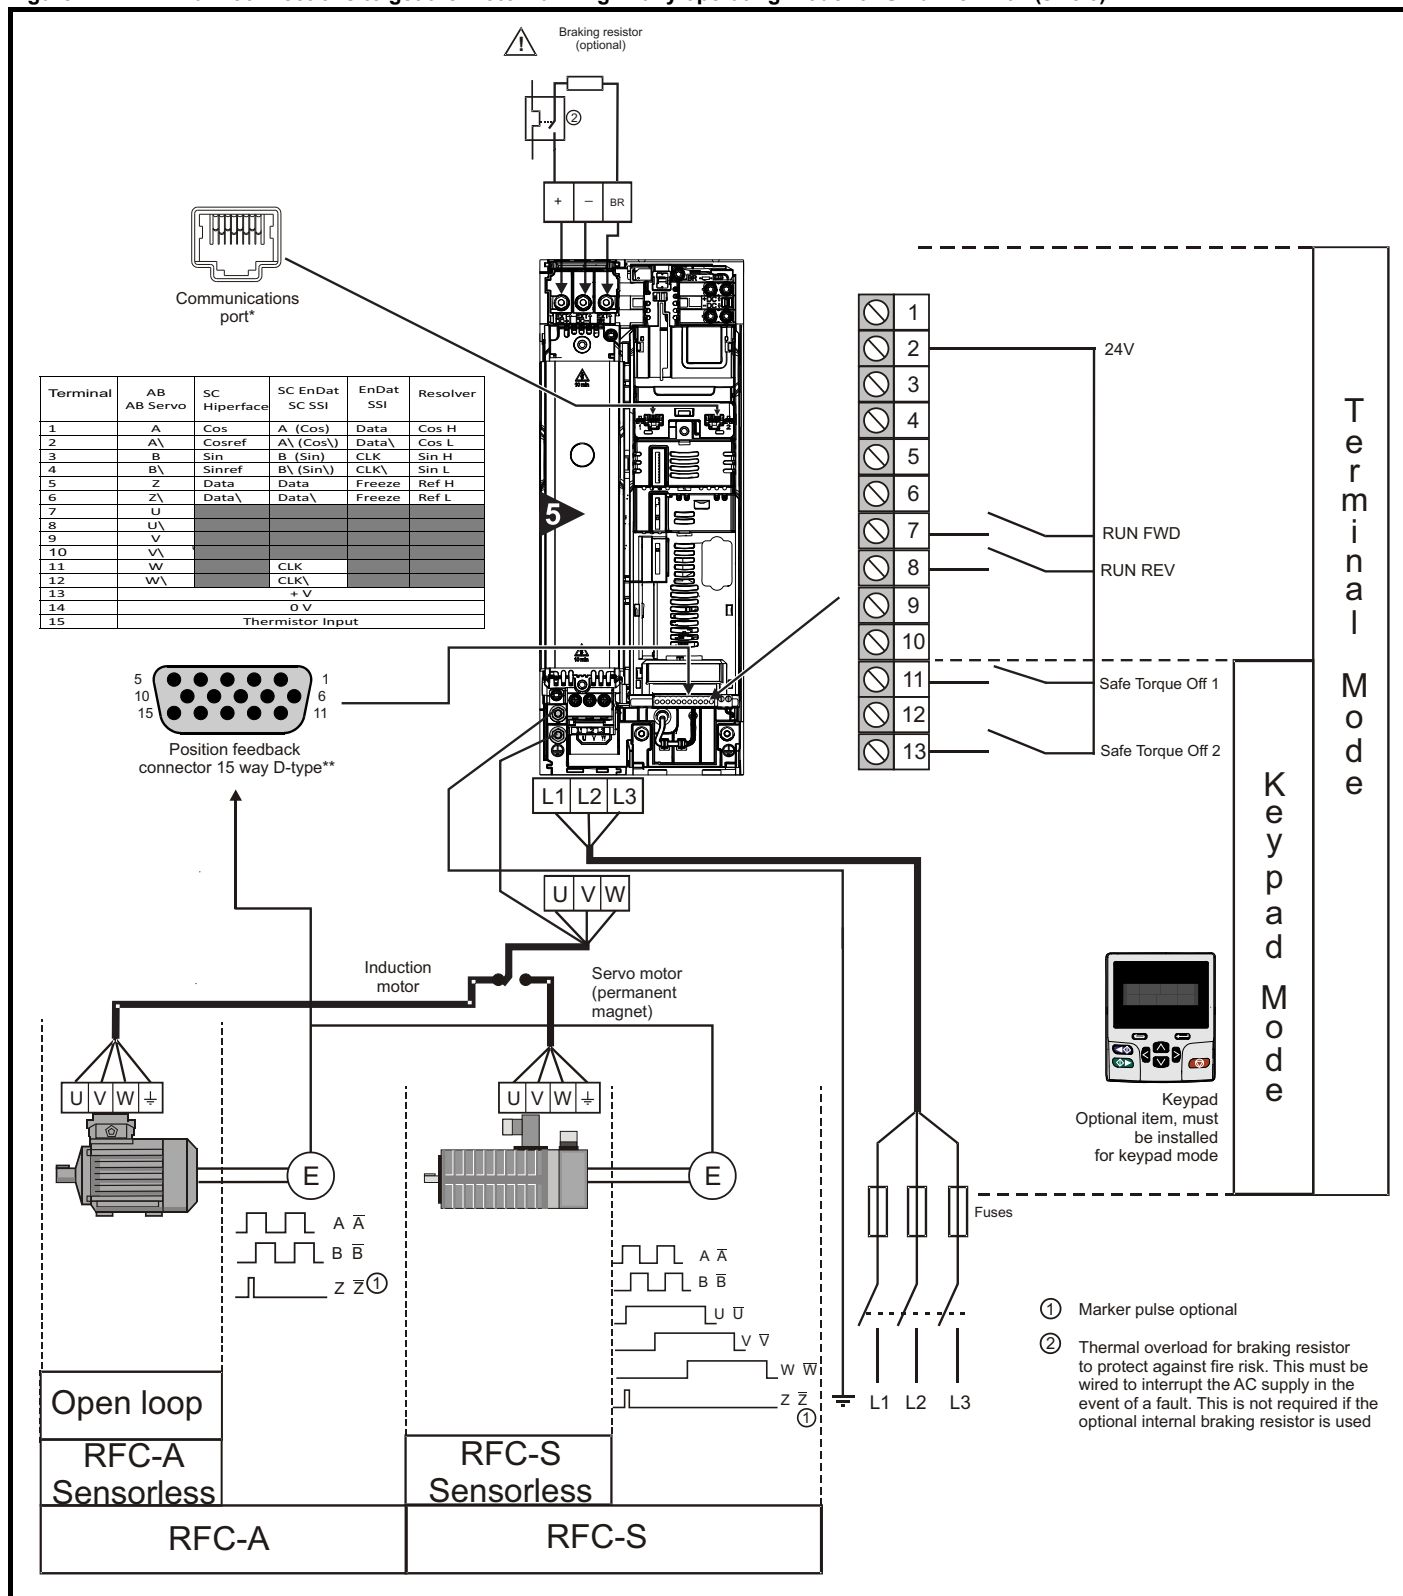 Braking resistor
(optional)
2
+ – BR
Communications
port*
Terminal AB AB Servo SC Hiperface SC EnDat SC SSI EnDat SSI Resolver
1 A Cos A (Cos) Data Cos H
2 A\ Cosref A\ (Cos\) Data\ Cos L
3 B Sin B (Sin) CLK Sin H
4 B\ Sinref B\ (Sin\) CLK\ Sin L
5 Z Data Data Freeze Ref H
6 Z\ Data\ Data\ Freeze Ref L
7 U
8 U\
9 V
10 V\
11 W CLK
12 W\ CLK\
13 + V
14 0 V
15 Thermistor Input
5
1
2
3
4
5
6
7
8
9
10
11
12
13
24V
RUN FWD
RUN REV
Safe Torque Off 1
Safe Torque Off 2
Terminal Mode
Keypad Mode
5 1
10 6
15 11
Position feedback
connector 15 way D-type**
L1 L2 L3
U V W
Induction
motor
Servo motor
(permanent
magnet)
U V W
U V W
E
E
A A̅
B B̅
Z Z̅ 1
A A̅
B B̅
U U̅
V V̅
W W̅
Z Z̅
1
Keypad
Optional item, must
be installed
for keypad mode
Fuses
L1 L2 L3
1 Marker pulse optional
2 Thermal overload for braking resistor
to protect against fire risk. This must be
wired to interrupt the AC supply in the
event of a fault. This is not required if the
optional internal braking resistor is used
Open loop
RFC-A
Sensorless
RFC-S
Sensorless
RFC-A
RFC-S